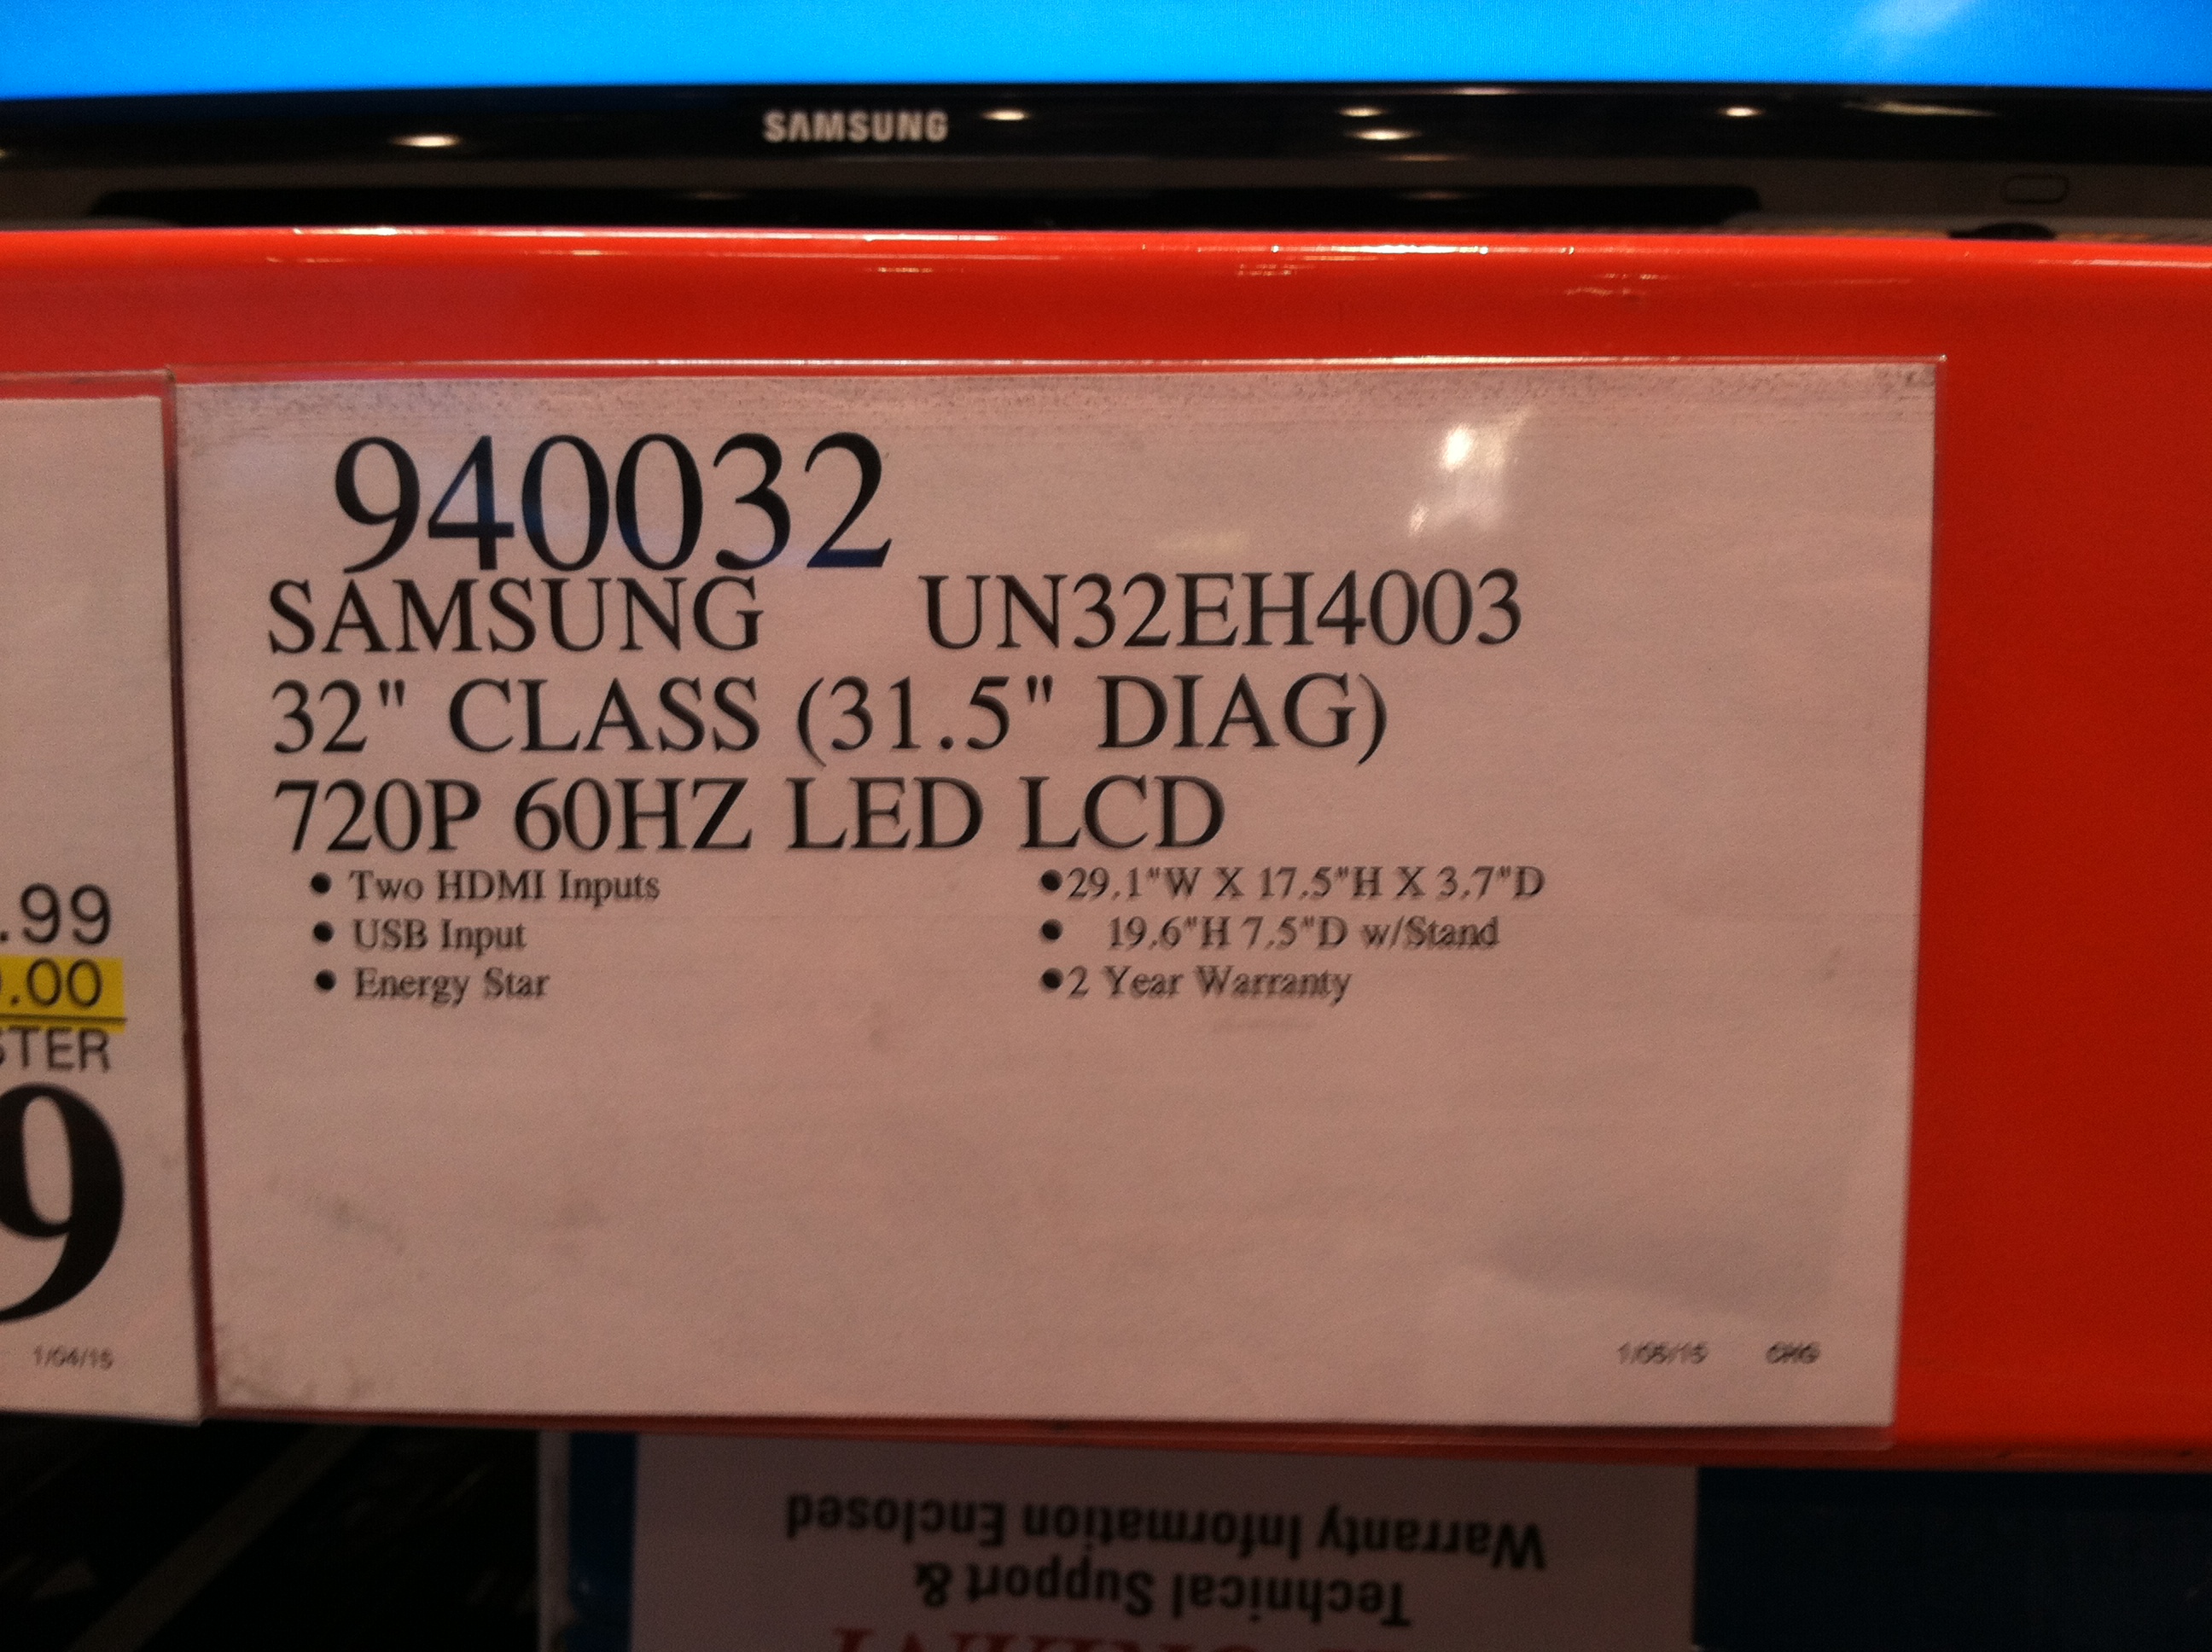 SAMSUNG
940032
SAMSUNG UN32EH4003
32" CLASS (31.5" DIAG)
720P 60HZ LED LCD
• Two HDMI Inputs
• USB Input
• Energy Star
•29.1"W X 17.5"H X 3.7"D
• 19.6"H 7.5"D w/Stand
•2 Year Warranty
1/05/15 CHG
.99
.00
9
1/04/15
Technical Support &
Warranty Information Enclosed